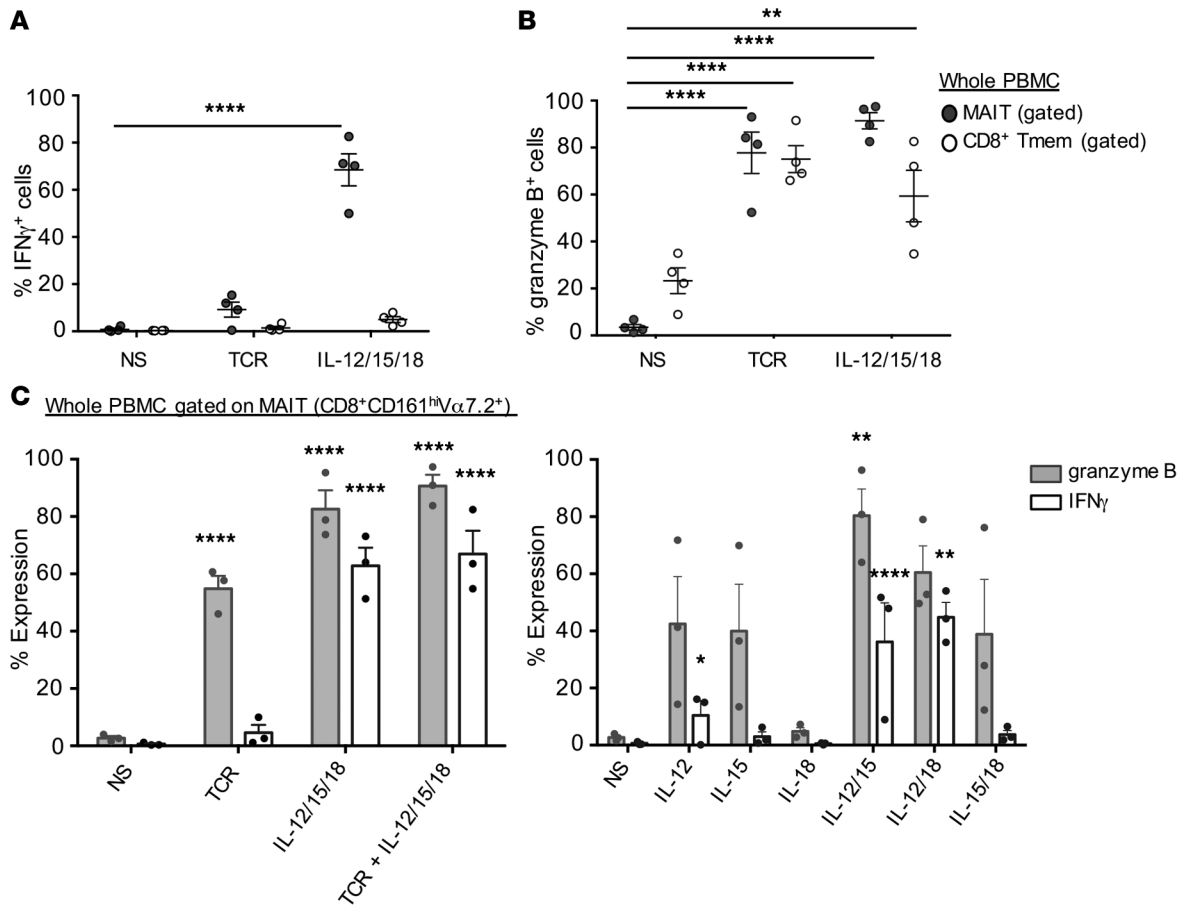 A
% IFNγ+ cells
100
80
60
40
20
0
****
NS
TCR
IL-12/15/18
B
% granzyme B+ cells
100
80
60
40
20
0
**
****
****
****
NS
TCR
IL-12/15/18
Whole PBMC
MAIT (gated)
CD8+ Tmem (gated)
C
Whole PBMC gated on MAIT (CD8+CD161hiVα7.2+)
% Expression
100
80
60
40
20
0
****
****
****
****
****
NS
TCR
IL-12/15/18
TCR + IL-12/15/18
% Expression
100
80
60
40
20
0
*
**
****
**
NS
IL-12
IL-15
IL-18
IL-12/15
IL-12/18
IL-15/18
granzyme B
IFNγ